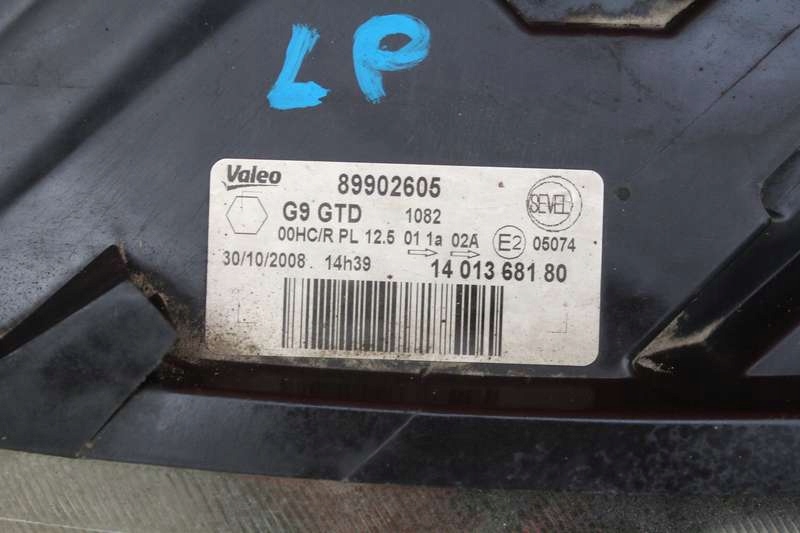 LP
Valeo 89902605 SEVEL
G9 GTD 1082
00HC/R PL 12.5 01 1a 02A E2 05074
30/10/2008 14h39 14 013 681 80